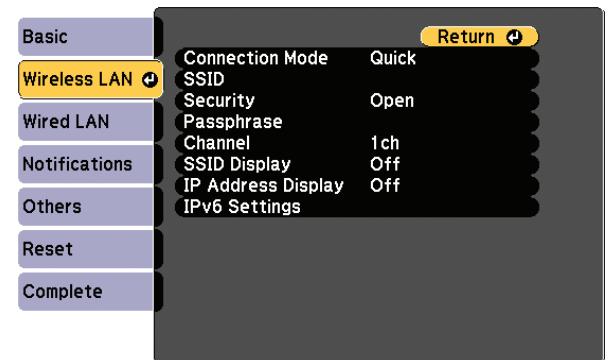 Basic
Wireless LAN
Wired LAN
Notifications
Others
Reset
Complete
Return
Connection Mode Quick
SSID
Security Open
Passphrase
Channel 1ch
SSID Display Off
IP Address Display Off
IPv6 Settings